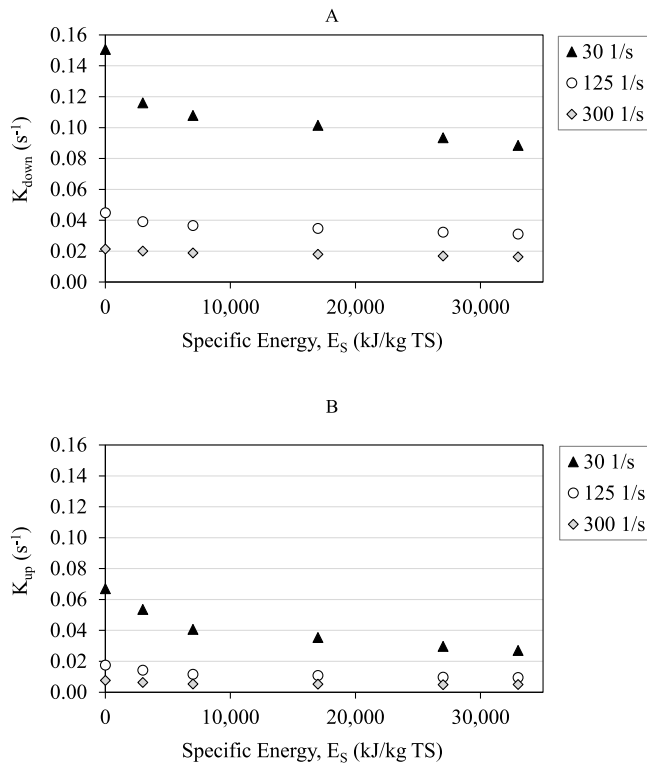 A
0.16
0.14
0.12
0.10
0.08
0.06
0.04
0.02
0.00
K_down (s⁻¹)
0 10,000 20,000 30,000
Specific Energy, E_S (kJ/kg TS)
30 1/s
125 1/s
300 1/s
B
0.16
0.14
0.12
0.10
0.08
0.06
0.04
0.02
0.00
K_up (s⁻¹)
0 10,000 20,000 30,000
Specific Energy, E_S (kJ/kg TS)
30 1/s
125 1/s
300 1/s